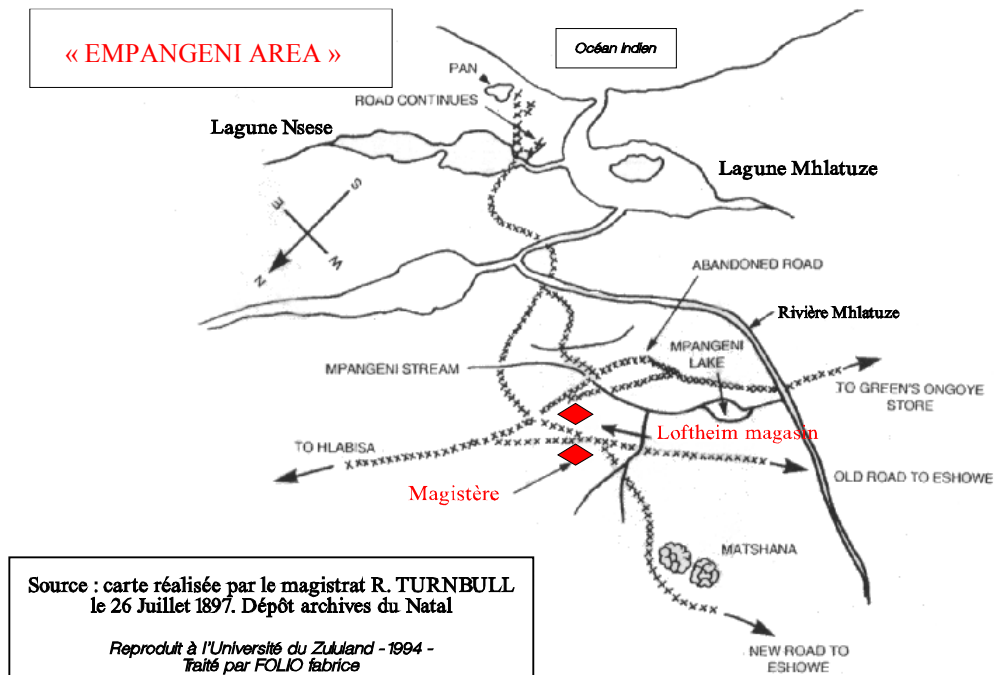 « EMPANGENI AREA »
Océan Indien
PAN
ROAD CONTINUES
Lagune Nsese
Lagune Mhlatuze
S
E
W
N
ABANDONED ROAD
Rivière Mhlatuze
MPANGENI STREAM
MPANGENI
LAKE
TO GREEN'S ONGOYE
STORE
Loftheim magasin
TO HLABISA
OLD ROAD TO ESHOWE
Magistère
MATSHANA
NEW ROAD TO
ESHOWE
Source : carte réalisée par le magistrat R. TURNBULL
le 26 Juillet 1897. Dépôt archives du Natal
Reproduit à l'Université du Zululand - 1994 -
Traité par FOLIO fabrice